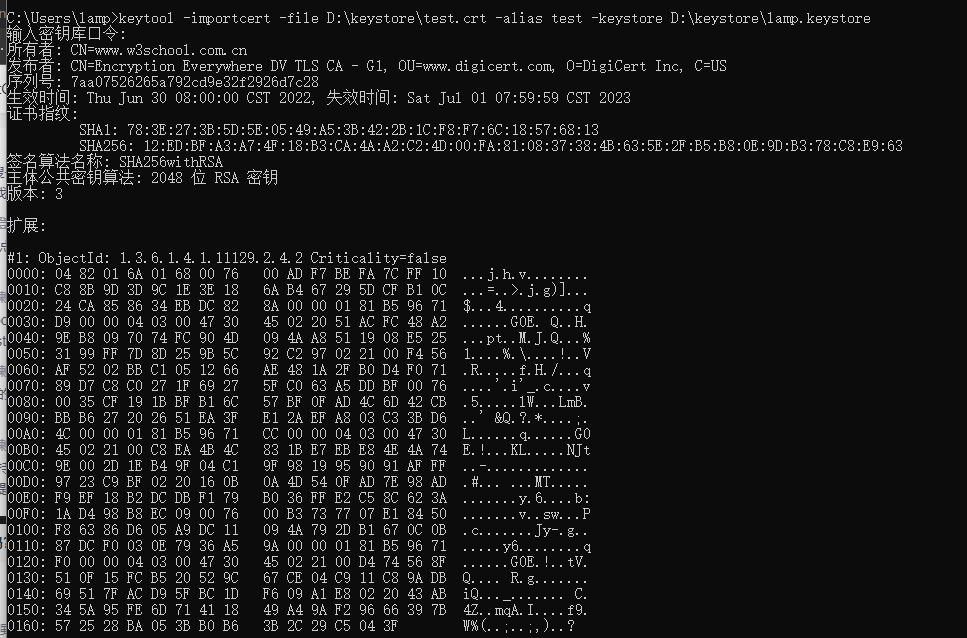 C:\Users\lamp>keytool -importcert -file D:\keystore\test.crt -alias test -keystore D:\keystore\lamp.keystore
输入密钥库口令:
所有者: CN=www.w3school.com.cn
发布者: CN=Encryption Everywhere DV TLS CA - G1, OU=www.digicert.com, O=DigiCert Inc, C=US
序列号: 7aa07526265a792cd9e32f2926d7c28
生效时间: Thu Jun 30 08:00:00 CST 2022, 失效时间: Sat Jul 01 07:59:59 CST 2023
证书指纹:
SHA1: 78:3E:27:3B:5D:5E:05:49:A5:3B:42:2B:1C:F8:F7:6C:18:57:68:13
SHA256: 12:ED:BF:A3:A7:4F:18:B3:CA:4A:A2:C2:4D:00:FA:81:08:37:38:4B:63:5E:2F:B5:B8:0E:9D:B3:78:C8:E9:63
签名算法名称: SHA256withRSA
主体公共密钥算法: 2048 位 RSA 密钥
版本: 3
扩展:
#1: ObjectId: 1.3.6.1.4.1.11129.2.4.2 Criticality=false
0000: 04 82 01 6A 01 68 00 76   00 AD F7 BE FA 7C FF 10  ...j.h.v........
0010: C8 8B 9D 3D 9C 1E 3E 18   6A B4 67 29 5D CF B1 0C  ...=..>.j.g)]...
0020: 24 CA 85 86 34 EB DC 82   8A 00 00 01 81 B5 96 71  $...4..........q
0030: D9 00 00 04 03 00 47 30   45 02 20 51 AC FC 48 A2  ......G0E. Q..H.
0040: 9E B8 09 70 74 FC 90 4D   09 4A A8 51 19 08 E5 25  ...pt..M.J.Q...%
0050: 31 99 FF 7D 8D 25 9B 5C   92 C2 97 02 21 00 F4 56  1....%.\....!..V
0060: AF 52 02 BB C1 05 12 66   AE 48 1A 2F B0 D4 F0 71  .R.....f.H./...q
0070: 89 D7 C8 C0 27 1F 69 27   5F C0 63 A5 DD BF 00 76  ....'.i'_.c....v
0080: 00 35 CF 19 1B BF B1 6C   57 BF 0F AD 4C 6D 42 CB  .5.....lW...LmB.
0090: BB B6 27 20 26 51 EA 3F   E1 2A EF A8 03 C3 3B D6  ..' &Q.?.*....;.
00A0: 4C 00 00 01 81 B5 96 71   CC 00 00 04 03 00 47 30  L......q......G0
00B0: 45 02 21 00 C8 EA 4B 4C   83 1B E7 EB E8 4E 4A 74  E.!...KL.....NJt
00C0: 9E 00 2D 1E B4 9F 04 C1   9F 98 19 95 90 91 AF FF  ..-.............
00D0: 97 23 C9 BF 02 20 16 0B   0A 4D 54 0F AD 7E 98 AD  .#... ...MT.....
00E0: F9 EF 18 B2 DC DB F1 79   B0 36 FF E2 C5 8C 62 3A  .......y.6....b:
00F0: 1A D4 98 B8 EC 09 00 76   00 B3 73 77 07 E1 84 50  .......v..sw...P
0100: F8 63 86 D6 05 A9 DC 11   09 4A 79 2D B1 67 0C 0B  .c.......Jy-.g..
0110: 87 DC F0 03 0E 79 36 A5   9A 00 00 01 81 B5 96 71  .....y6........q
0120: F0 00 00 04 03 00 47 30   45 02 21 00 D4 74 56 8F  ......G0E.!..tV.
0130: 51 0F 15 FC B5 20 52 9C   67 CE 04 C9 11 C8 9A DB  Q.... R.g.......
0140: 69 51 7F AC D9 5F BC 1D   F6 09 A1 E8 02 20 43 AB  iQ..._....... C.
0150: 34 5A 95 FE 6D 71 41 18   49 A4 9A F2 96 66 39 7B  4Z..mqA.I....f9.
0160: 57 25 28 BA 05 3B B0 B6   3B 2C 29 C5 04 3F        W%(..;..;,)..?